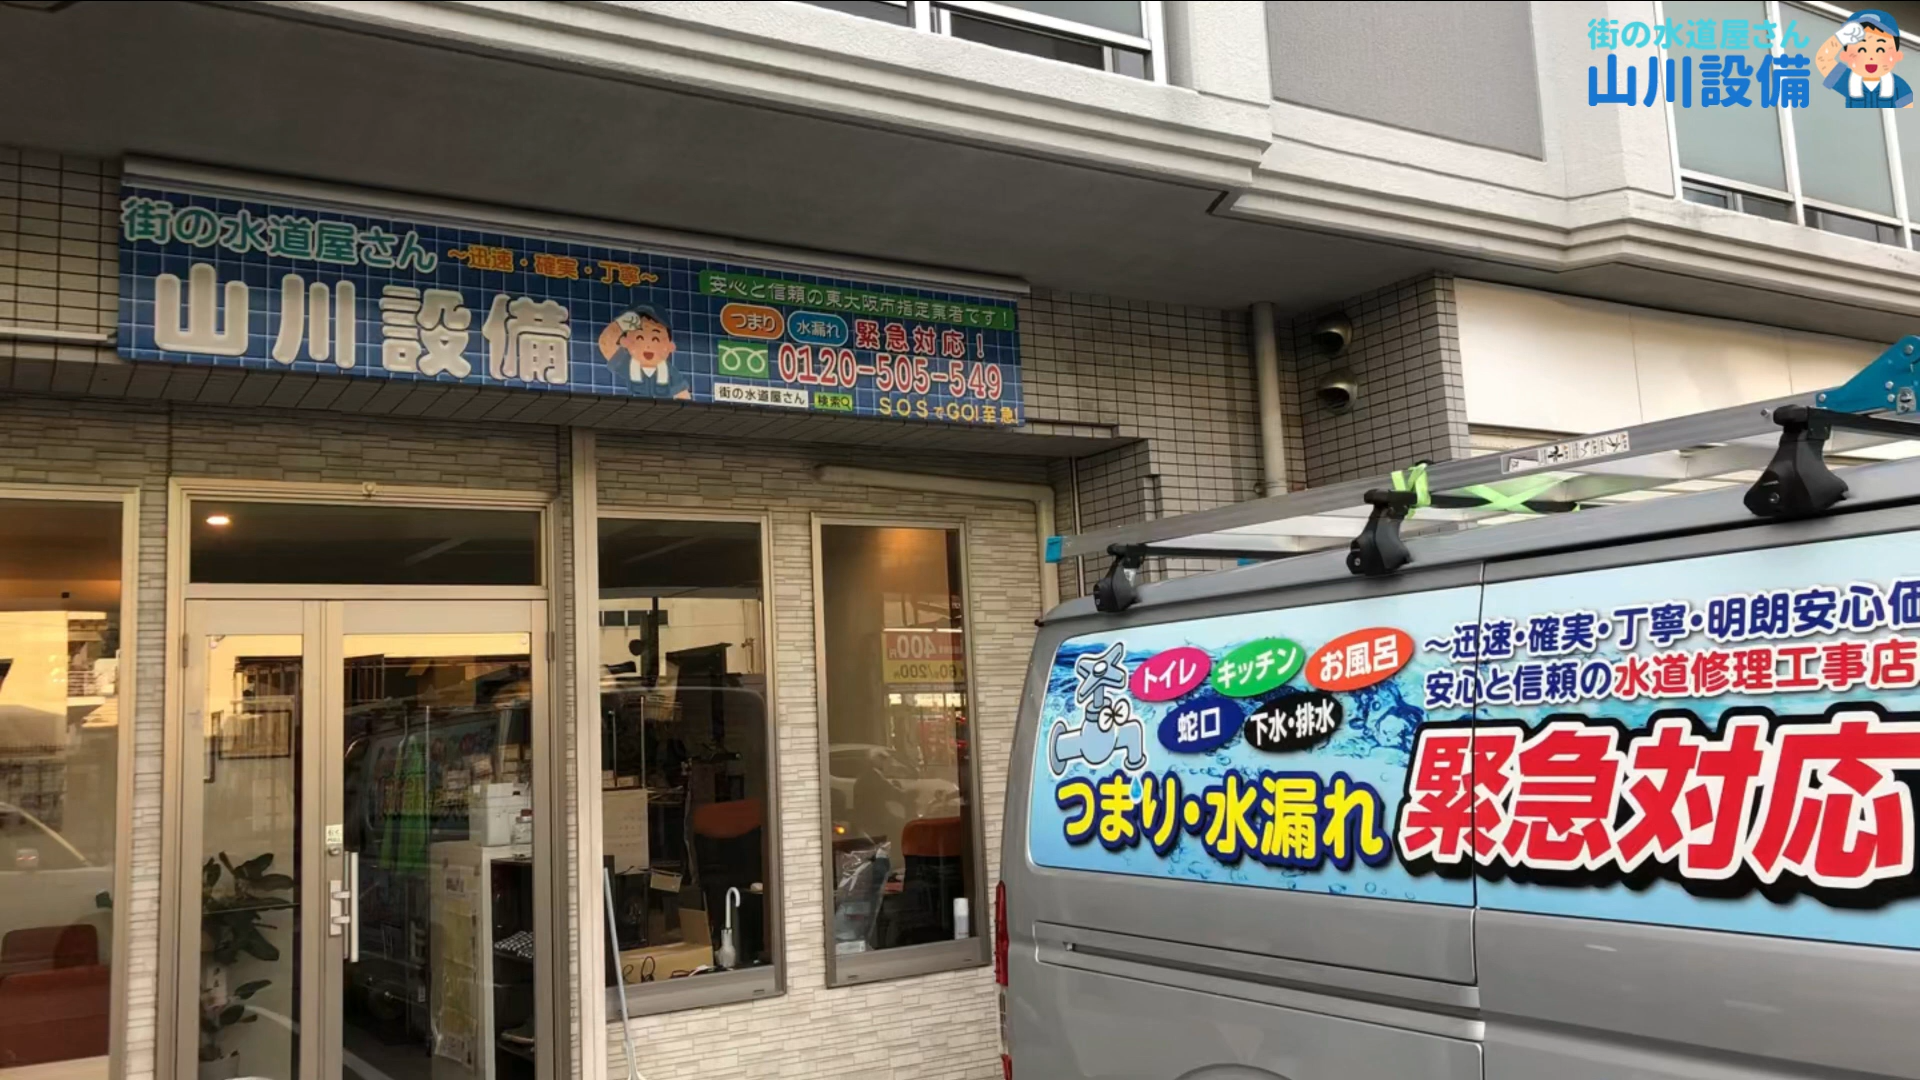 街の水道屋さん
山川設備
街の水道屋さん ～迅速・確実・丁寧～
山川設備
安心と信頼の東大阪市指定業者です！
つまり 水漏れ 緊急対応！
0120-505-549
街の水道屋さん 検索
SOSでGO!至急!
400
60/200
トイレ キッチン お風呂
蛇口 下水・排水
つまり・水漏れ
～迅速・確実・丁寧・明朗安心価
安心と信頼の水道修理工事店
緊急対応